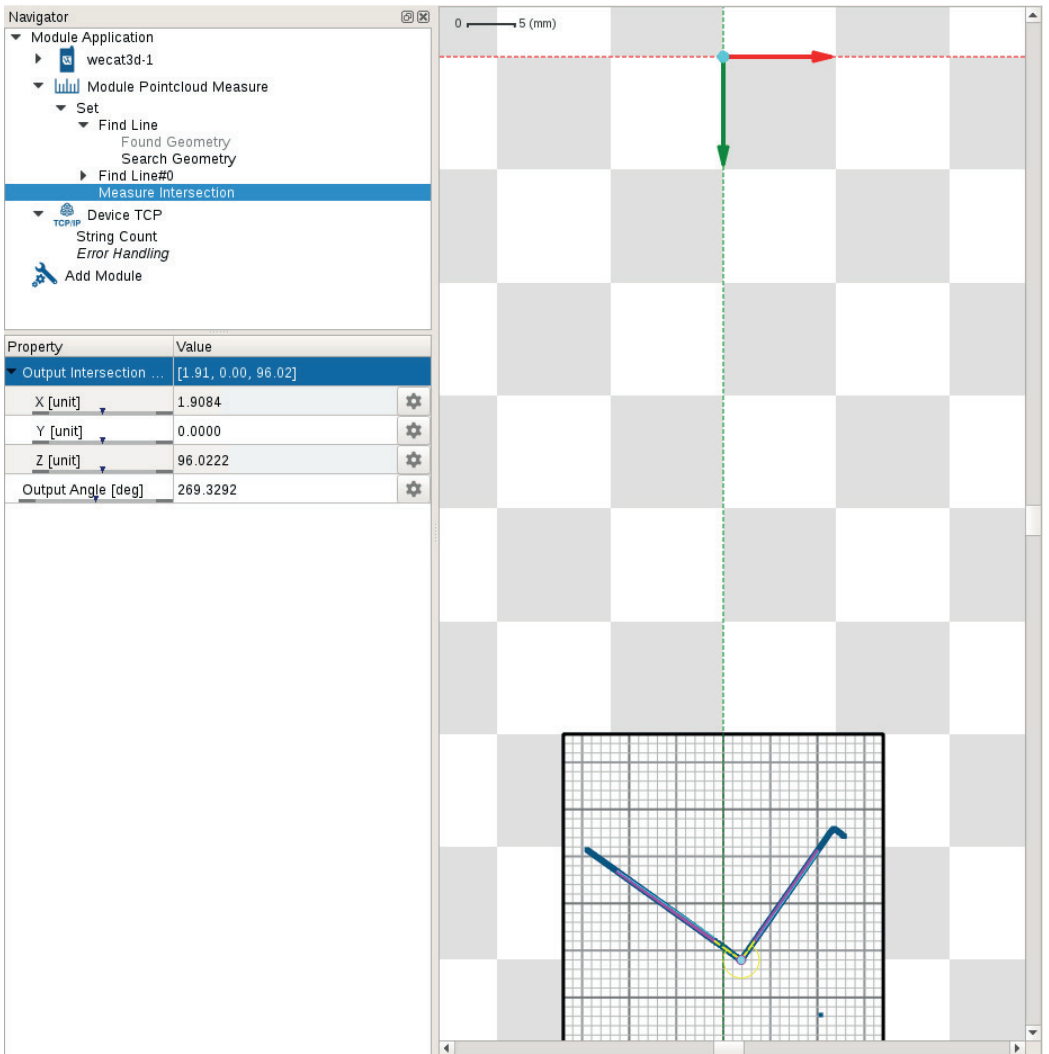 Navigator
Module Application
wecat3d-1
Module Pointcloud Measure
Set
Find Line
Found Geometry
Search Geometry
Find Line#0
Measure Intersection
TCP/IP Device TCP
String Count
Error Handling
Add Module
Property Value
Output Intersection ... [1.91, 0.00, 96.02]
X [unit] 1.9084
Y [unit] 0.0000
Z [unit] 96.0222
Output Angle [deg] 269.3292
0 5 (mm)